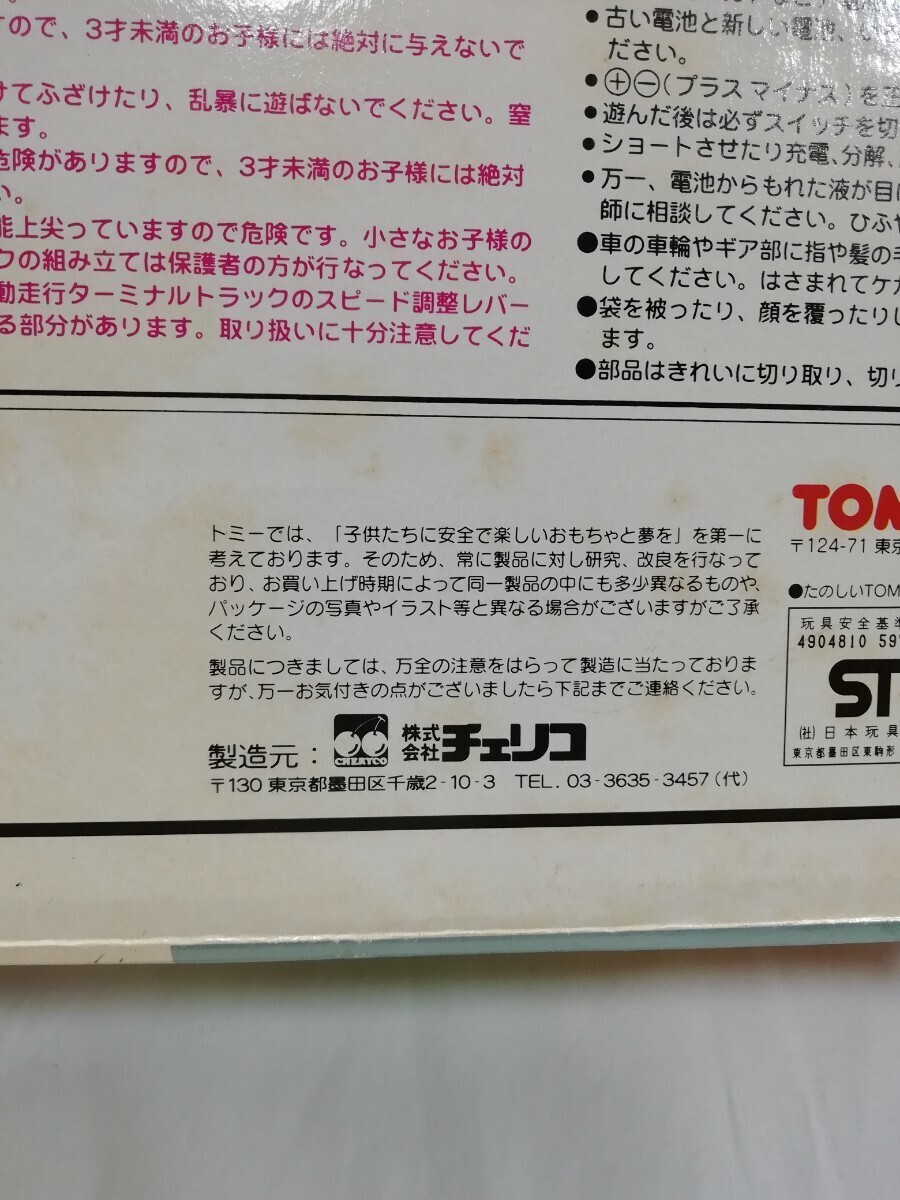 すので、3才未満のお子様には絶対に与えないで
けてふざけたり、乱暴に遊ばないでください。窒
ます。
危険がありますので、3才未満のお子様には絶対
い。
能上尖っていますので危険です。小さなお子様の
クの組み立ては保護者の方が行なってください。
動走行ターミナルトラックのスピード調整レバー
る部分があります。取り扱いに十分注意してくだ
●古い電池と新しい電池、い
ださい。
●⊕⊖(プラス マイナス)を正
●遊んだ後は必ずスイッチを切
●ショートさせたり充電、分解、
●万一、電池からもれた液が目に
師に相談してください。ひふや
●車の車輪やギア部に指や髪の毛
してください。はさまれてケガ
●袋を被ったり、顔を覆ったりし
ます。
●部品はきれいに切り取り、切り
トミーでは、「子供たちに安全で楽しいおもちゃと夢を」を第一に
考えております。そのため、常に製品に対し研究、改良を行なって
おり、お買い上げ時期によって同一製品の中にも多少異なるものや、
パッケージの写真やイラスト等と異なる場合がございますがご了承
ください。
製品につきましては、万全の注意をはらって製造に当たっておりま
すが、万一お気付きの点がございましたら下記までご連絡ください。
製造元: CHERYCO 株式会社チェリコ
〒130 東京都墨田区千歳2-10-3 TEL. 03-3635-3457(代)
TOM
〒124-71 東京
●たのしいTOM
玩具安全基準
4904810 59
ST
(社)日本玩具
東京都墨田区東駒形